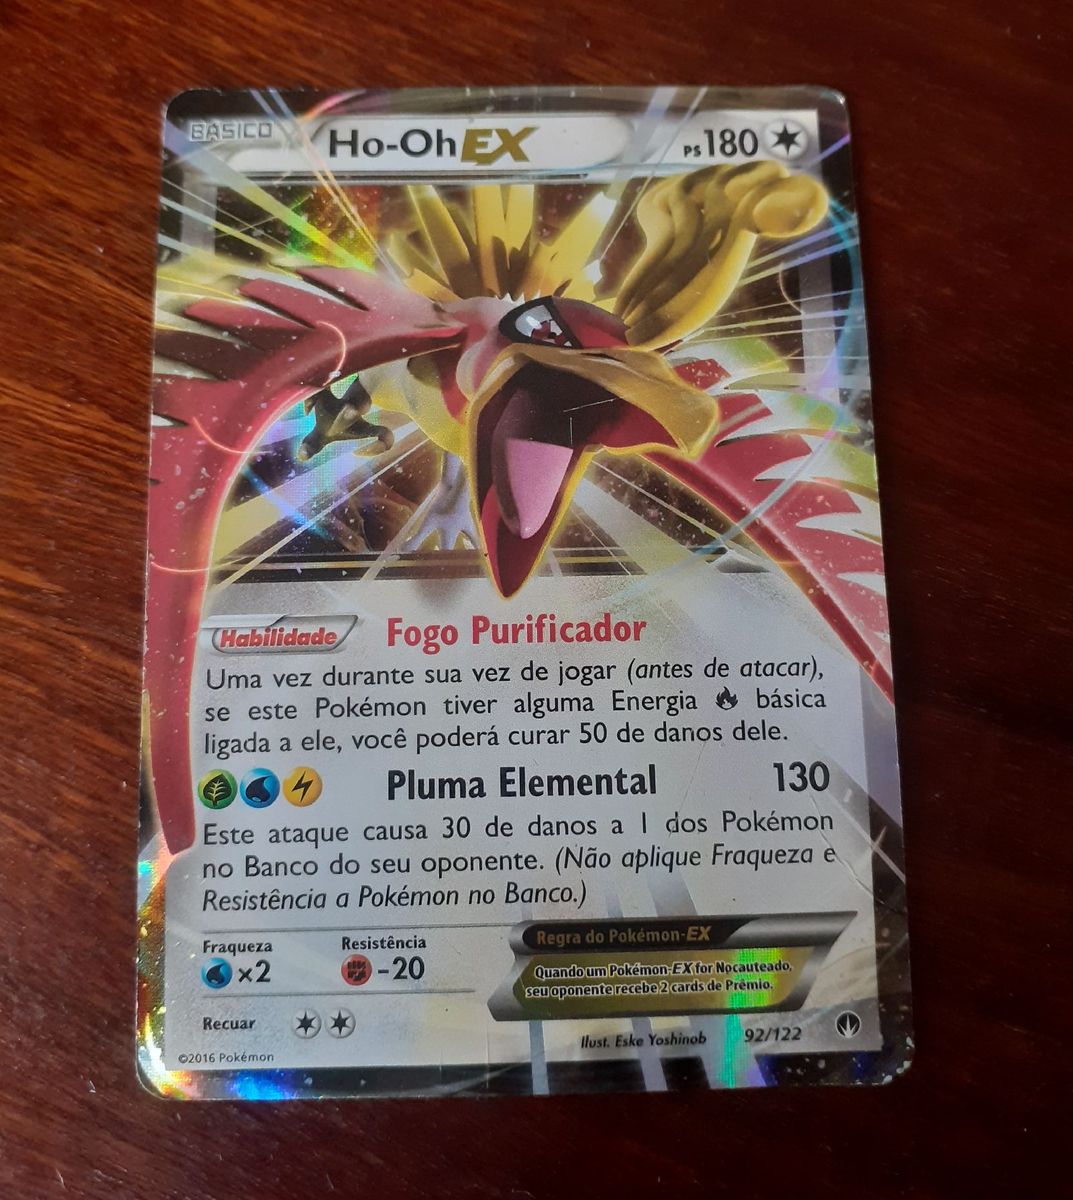 BÁSICO Ho-Oh EX PS180
Habilidade Fogo Purificador
Uma vez durante sua vez de jogar (antes de atacar),
se este Pokémon tiver alguma Energia básica
ligada a ele, você poderá curar 50 de danos dele.
Pluma Elemental 130
Este ataque causa 30 de danos a 1 dos Pokémon
no Banco do seu oponente. (Não aplique Fraqueza e
Resistência a Pokémon no Banco.)
Fraqueza Resistência
×2 -20
Regra do Pokémon-EX
Quando um Pokémon-EX for Nocauteado,
seu oponente recebe 2 cards de Prêmio.
Recuar
Ilust. Eske Yoshinob 92/122
©2016 Pokémon